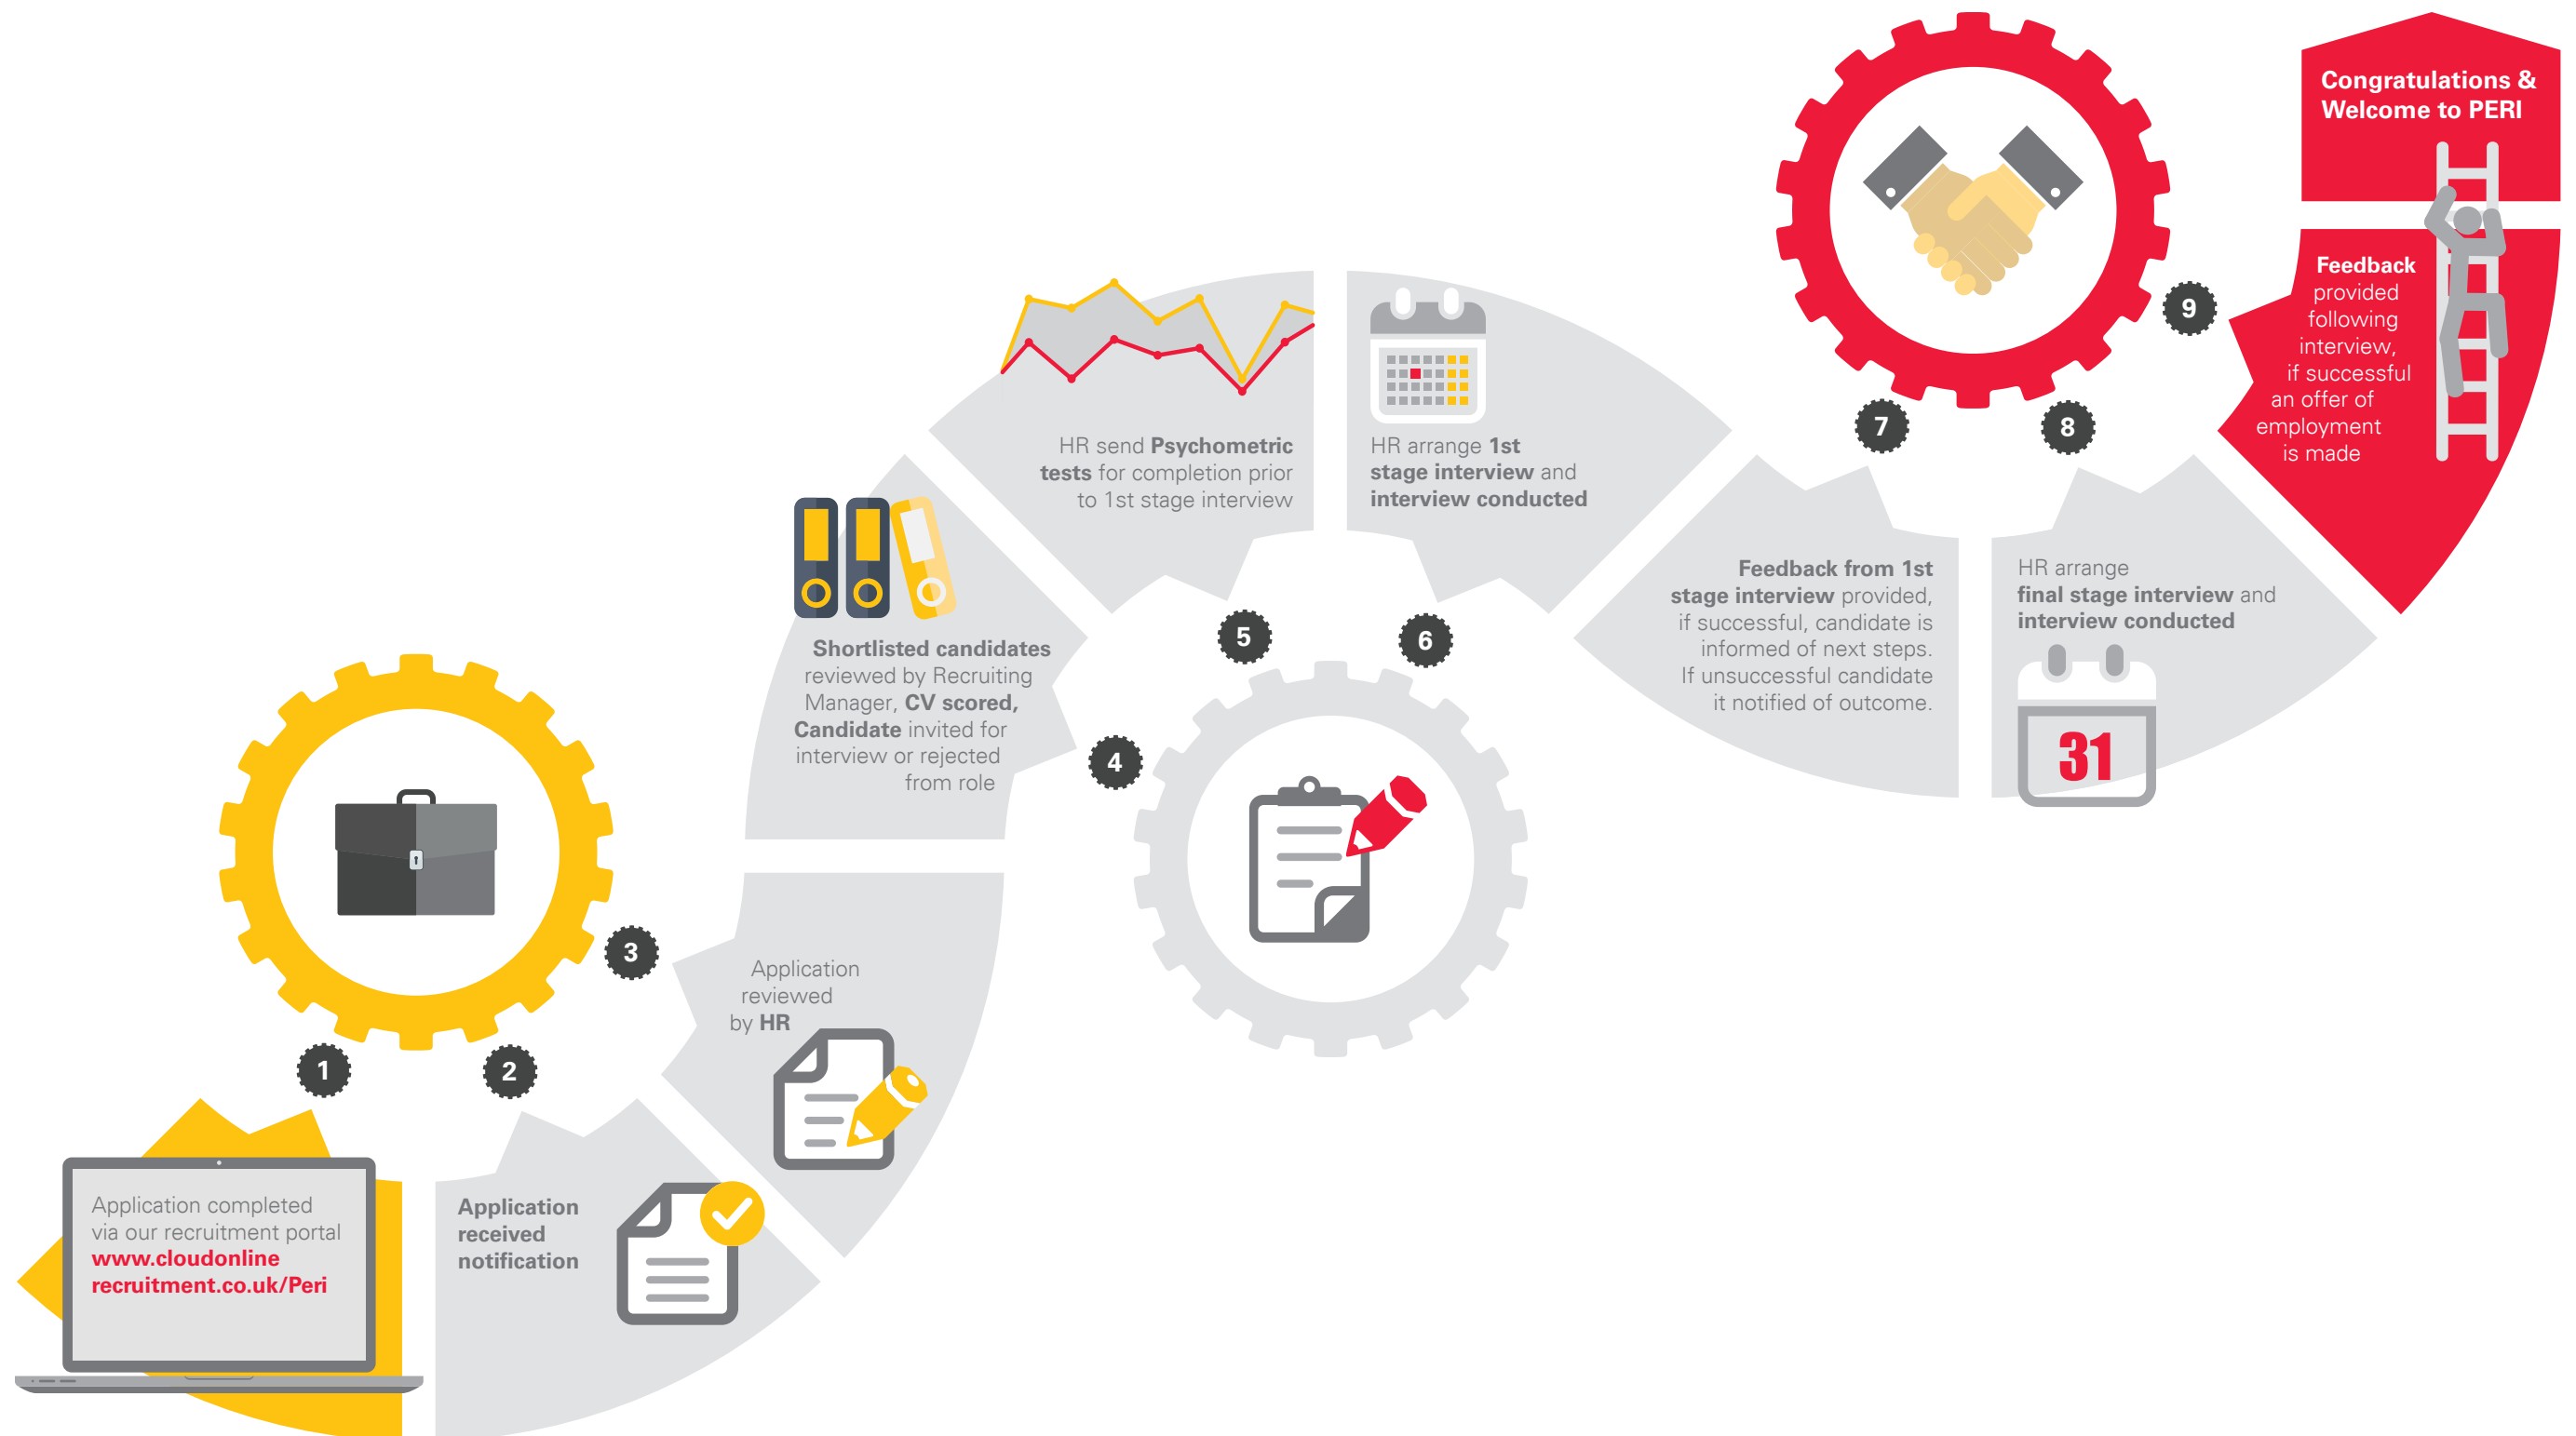 1
Application completed
via our recruitment portal
www.cloudonline
recruitment.co.uk/Peri
2
Application
received
notification
3
Application
reviewed
by HR
4
Shortlisted candidates
reviewed by Recruiting
Manager, CV scored,
Candidate invited for
interview or rejected
from role
5
HR send Psychometric
tests for completion prior
to 1st stage interview
6
HR arrange 1st
stage interview and
interview conducted
7
Feedback from 1st
stage interview provided,
if successful, candidate is
informed of next steps.
If unsuccessful candidate
it notified of outcome.
8
HR arrange
final stage interview and
interview conducted
31
9
Feedback
provided
following
interview,
if successful
an offer of
employment
is made
Congratulations &
Welcome to PERI